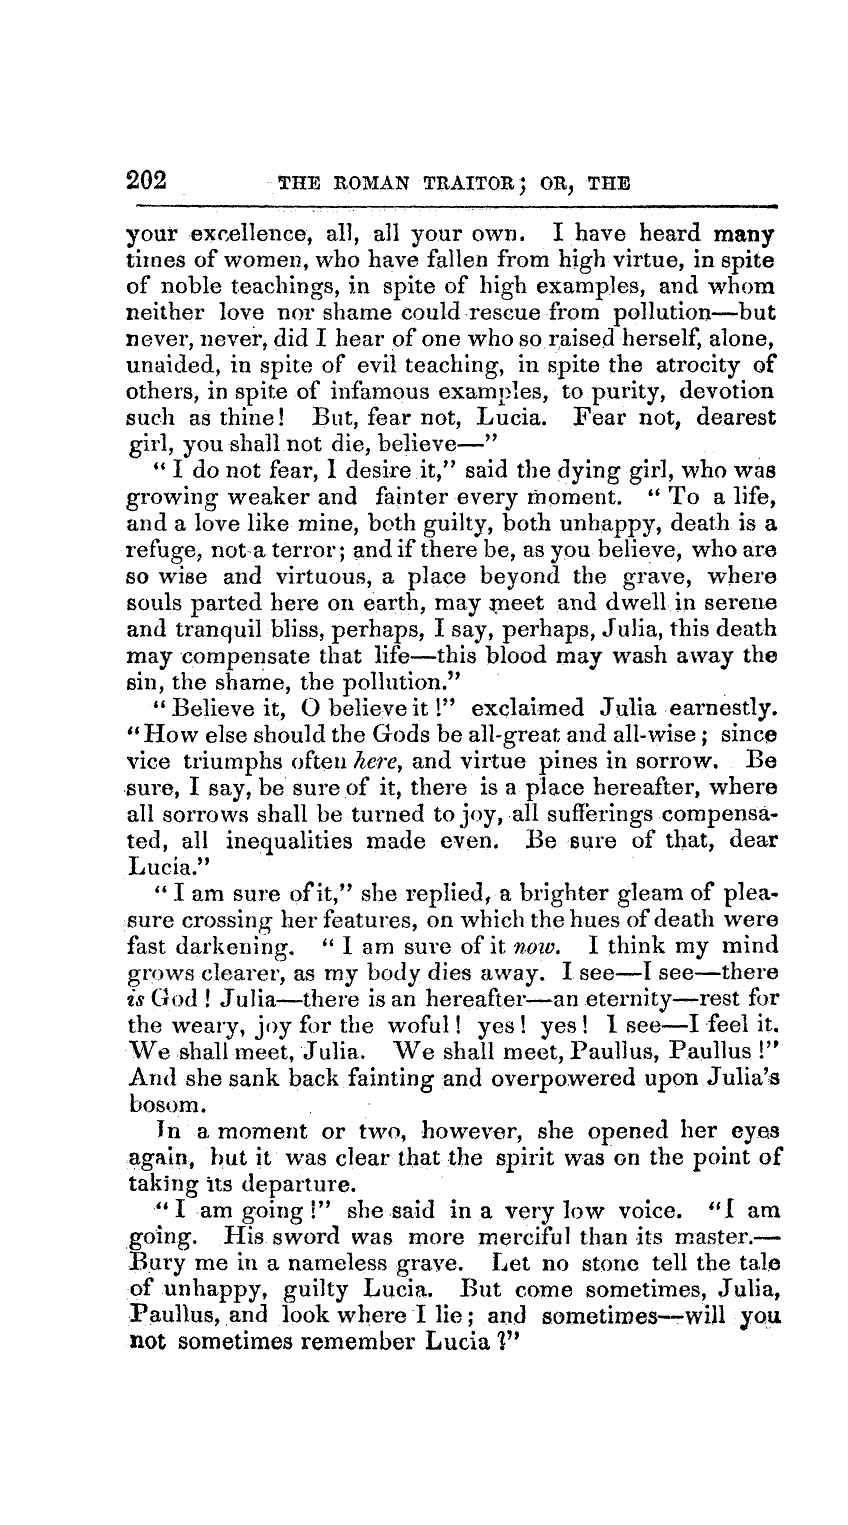 202 THE ROMAN TRAITOR; OR, THE
your excellence, all, all your own. I have heard many
times of women, who have fallen from high virtue, in spite
of noble teachings, in spite of high examples, and whom
neither love nor shame could rescue from pollution—but
never, never, did I hear of one who so raised herself, alone,
unaided, in spite of evil teaching, in spite the atrocity of
others, in spite of infamous examples, to purity, devotion
such as thine! But, fear not, Lucia. Fear not, dearest
girl, you shall not die, believe—"
"I do not fear, I desire it," said the dying girl, who was
growing weaker and fainter every moment. "To a life,
and a love like mine, both guilty, both unhappy, death is a
refuge, not a terror; and if there be, as you believe, who are
so wise and virtuous, a place beyond the grave, where
souls parted here on earth, may meet and dwell in serene
and tranquil bliss, perhaps, I say, perhaps, Julia, this death
may compensate that life—this blood may wash away the
sin, the shame, the pollution."
"Believe it, O believe it!" exclaimed Julia earnestly.
"How else should the Gods be all-great and all-wise; since
vice triumphs often here, and virtue pines in sorrow. Be
sure, I say, be sure of it, there is a place hereafter, where
all sorrows shall be turned to joy, all sufferings compensa-
ted, all inequalities made even. Be sure of that, dear
Lucia."
"I am sure of it," she replied, a brighter gleam of plea-
sure crossing her features, on which the hues of death were
fast darkening. "I am sure of it now. I think my mind
grows clearer, as my body dies away. I see—I see—there
is God! Julia—there is an hereafter—an eternity—rest for
the weary, joy for the woful! yes! yes! I see—I feel it.
We shall meet, Julia. We shall meet, Paullus, Paullus!"
And she sank back fainting and overpowered upon Julia's
bosom.
In a moment or two, however, she opened her eyes
again, but it was clear that the spirit was on the point of
taking its departure.
"I am going!" she said in a very low voice. "I am
going. His sword was more merciful than its master.—
Bury me in a nameless grave. Let no stone tell the tale
of unhappy, guilty Lucia. But come sometimes, Julia,
Paullus, and look where I lie; and sometimes—will you
not sometimes remember Lucia?"